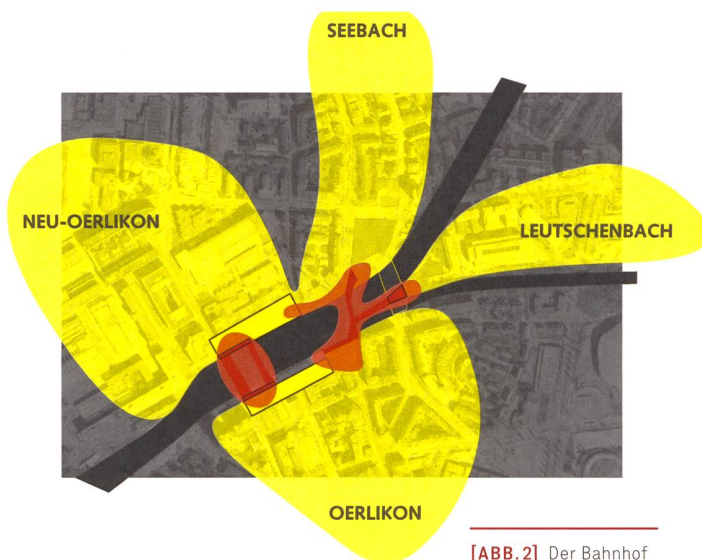 SEEBACH
NEU-OERLIKON
LEUTSCHENBACH
OERLIKON
[ABB. 2] Der Bahnhof